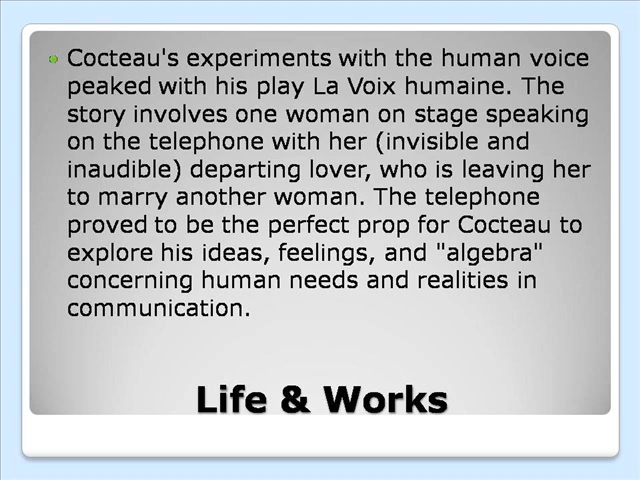 Cocteau's experiments with the human voice
peaked with his play La Voix humaine. The
story involves one woman on stage speaking
on the telephone with her (invisible and
inaudible) departing lover, who is leaving her
to marry another woman. The telephone
proved to be the perfect prop for Cocteau to
explore his ideas, feelings, and "algebra"
concerning human needs and realities in
communication.
Life & Works